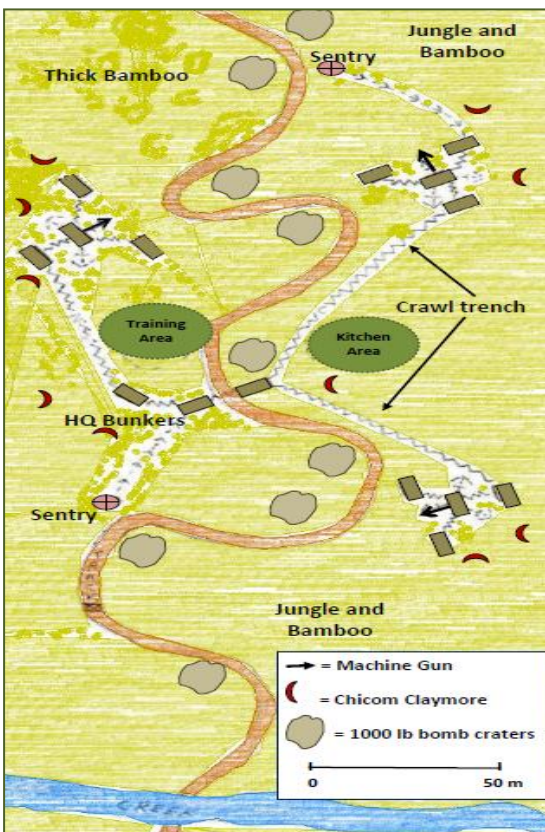 Jungle and
Bamboo
Sentry
Thick Bamboo
Crawl trench
Training
Area
Kitchen
Area
HQ Bunkers
Sentry
Jungle and
Bamboo
= Machine Gun
= Chicom Claymore
= 1000 lb bomb craters
0 50 m
CREEK